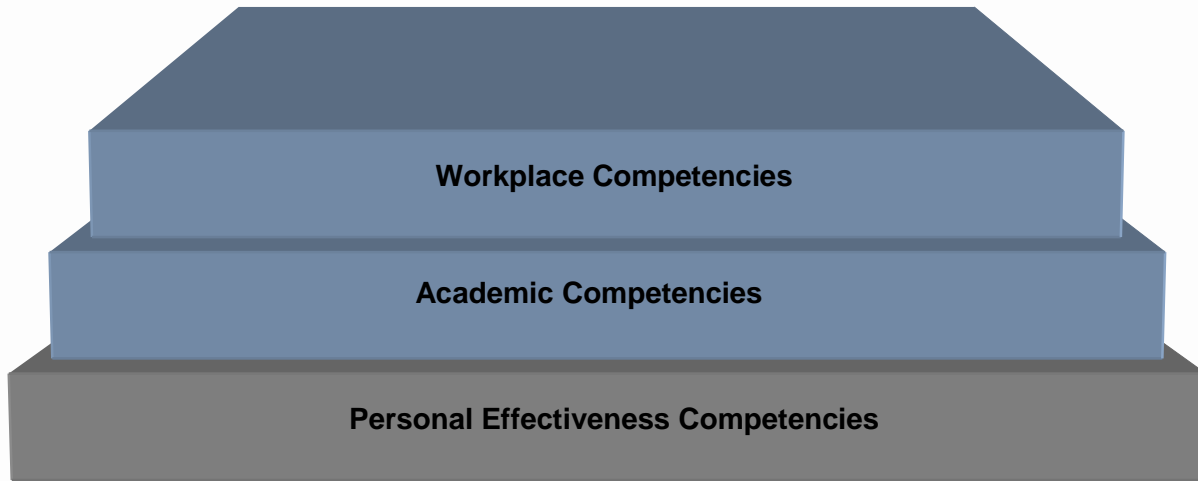 Workplace Competencies
Academic Competencies
Personal Effectiveness Competencies